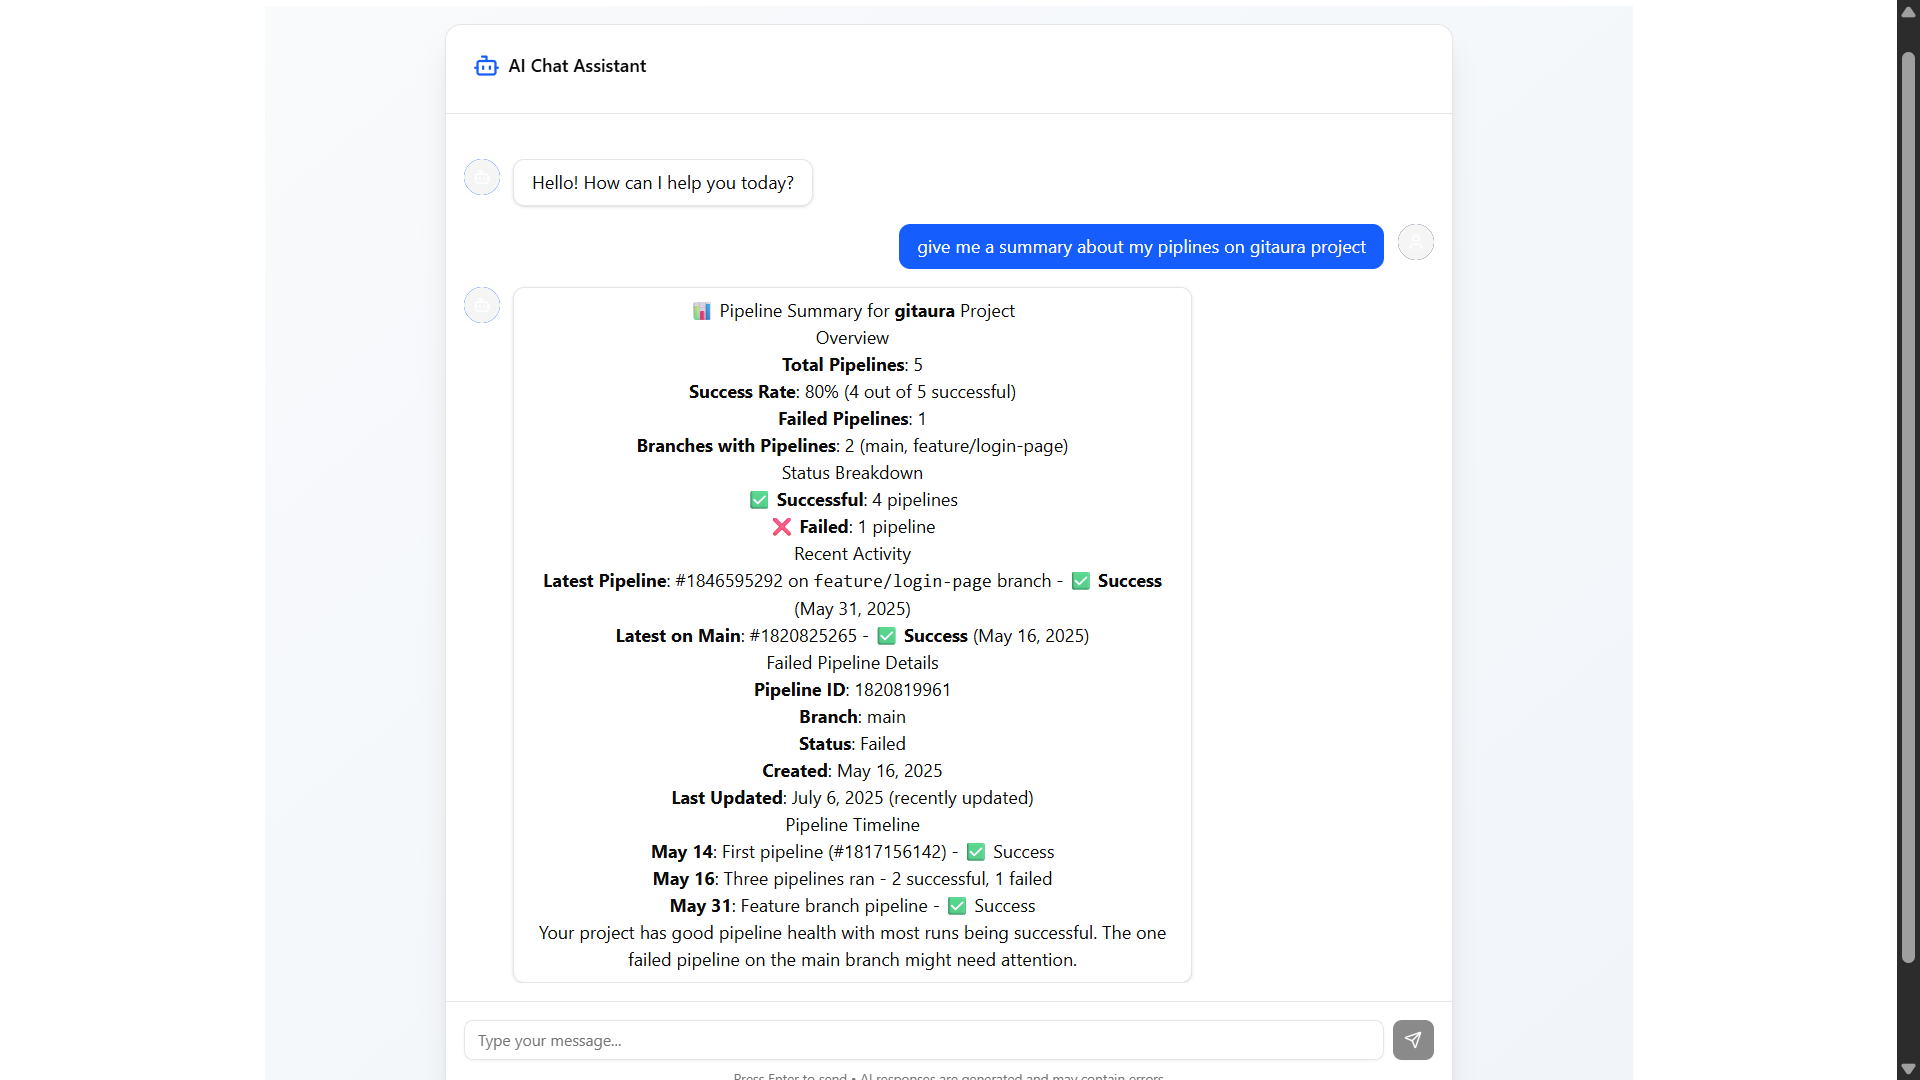 AI Chat Assistant
Hello! How can I help you today?
give me a summary about my piplines on gitaura project
📊 Pipeline Summary for gitaura Project
Overview
Total Pipelines: 5
Success Rate: 80% (4 out of 5 successful)
Failed Pipelines: 1
Branches with Pipelines: 2 (main, feature/login-page)
Status Breakdown
✅ Successful: 4 pipelines
❌ Failed: 1 pipeline
Recent Activity
Latest Pipeline: #1846595292 on feature/login-page branch - ✅ Success
(May 31, 2025)
Latest on Main: #1820825265 - ✅ Success (May 16, 2025)
Failed Pipeline Details
Pipeline ID: 1820819961
Branch: main
Status: Failed
Created: May 16, 2025
Last Updated: July 6, 2025 (recently updated)
Pipeline Timeline
May 14: First pipeline (#1817156142) - ✅ Success
May 16: Three pipelines ran - 2 successful, 1 failed
May 31: Feature branch pipeline - ✅ Success
Your project has good pipeline health with most runs being successful. The one
failed pipeline on the main branch might need attention.
Type your message...
Press Enter to send • AI responses are generated and may contain errors